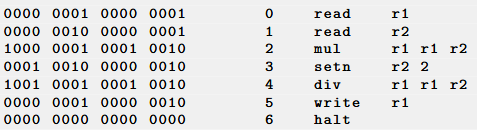 0000 0001 0000 0001 0 read r1
0000 0010 0000 0001 1 read r2
1000 0001 0001 0010 2 mul r1 r1 r2
0001 0010 0000 0010 3 setn r2 2
1001 0001 0001 0010 4 div r1 r1 r2
0000 0001 0000 0010 5 write r1
0000 0000 0000 0000 6 halt